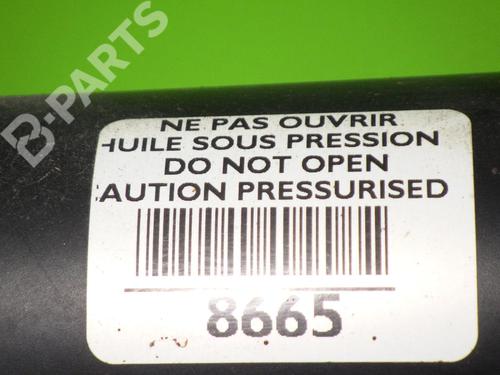 B-PARTS
NE PAS OUVRIR
HUILE SOUS PRESSION
DO NOT OPEN
CAUTION PRESSURISED
8665